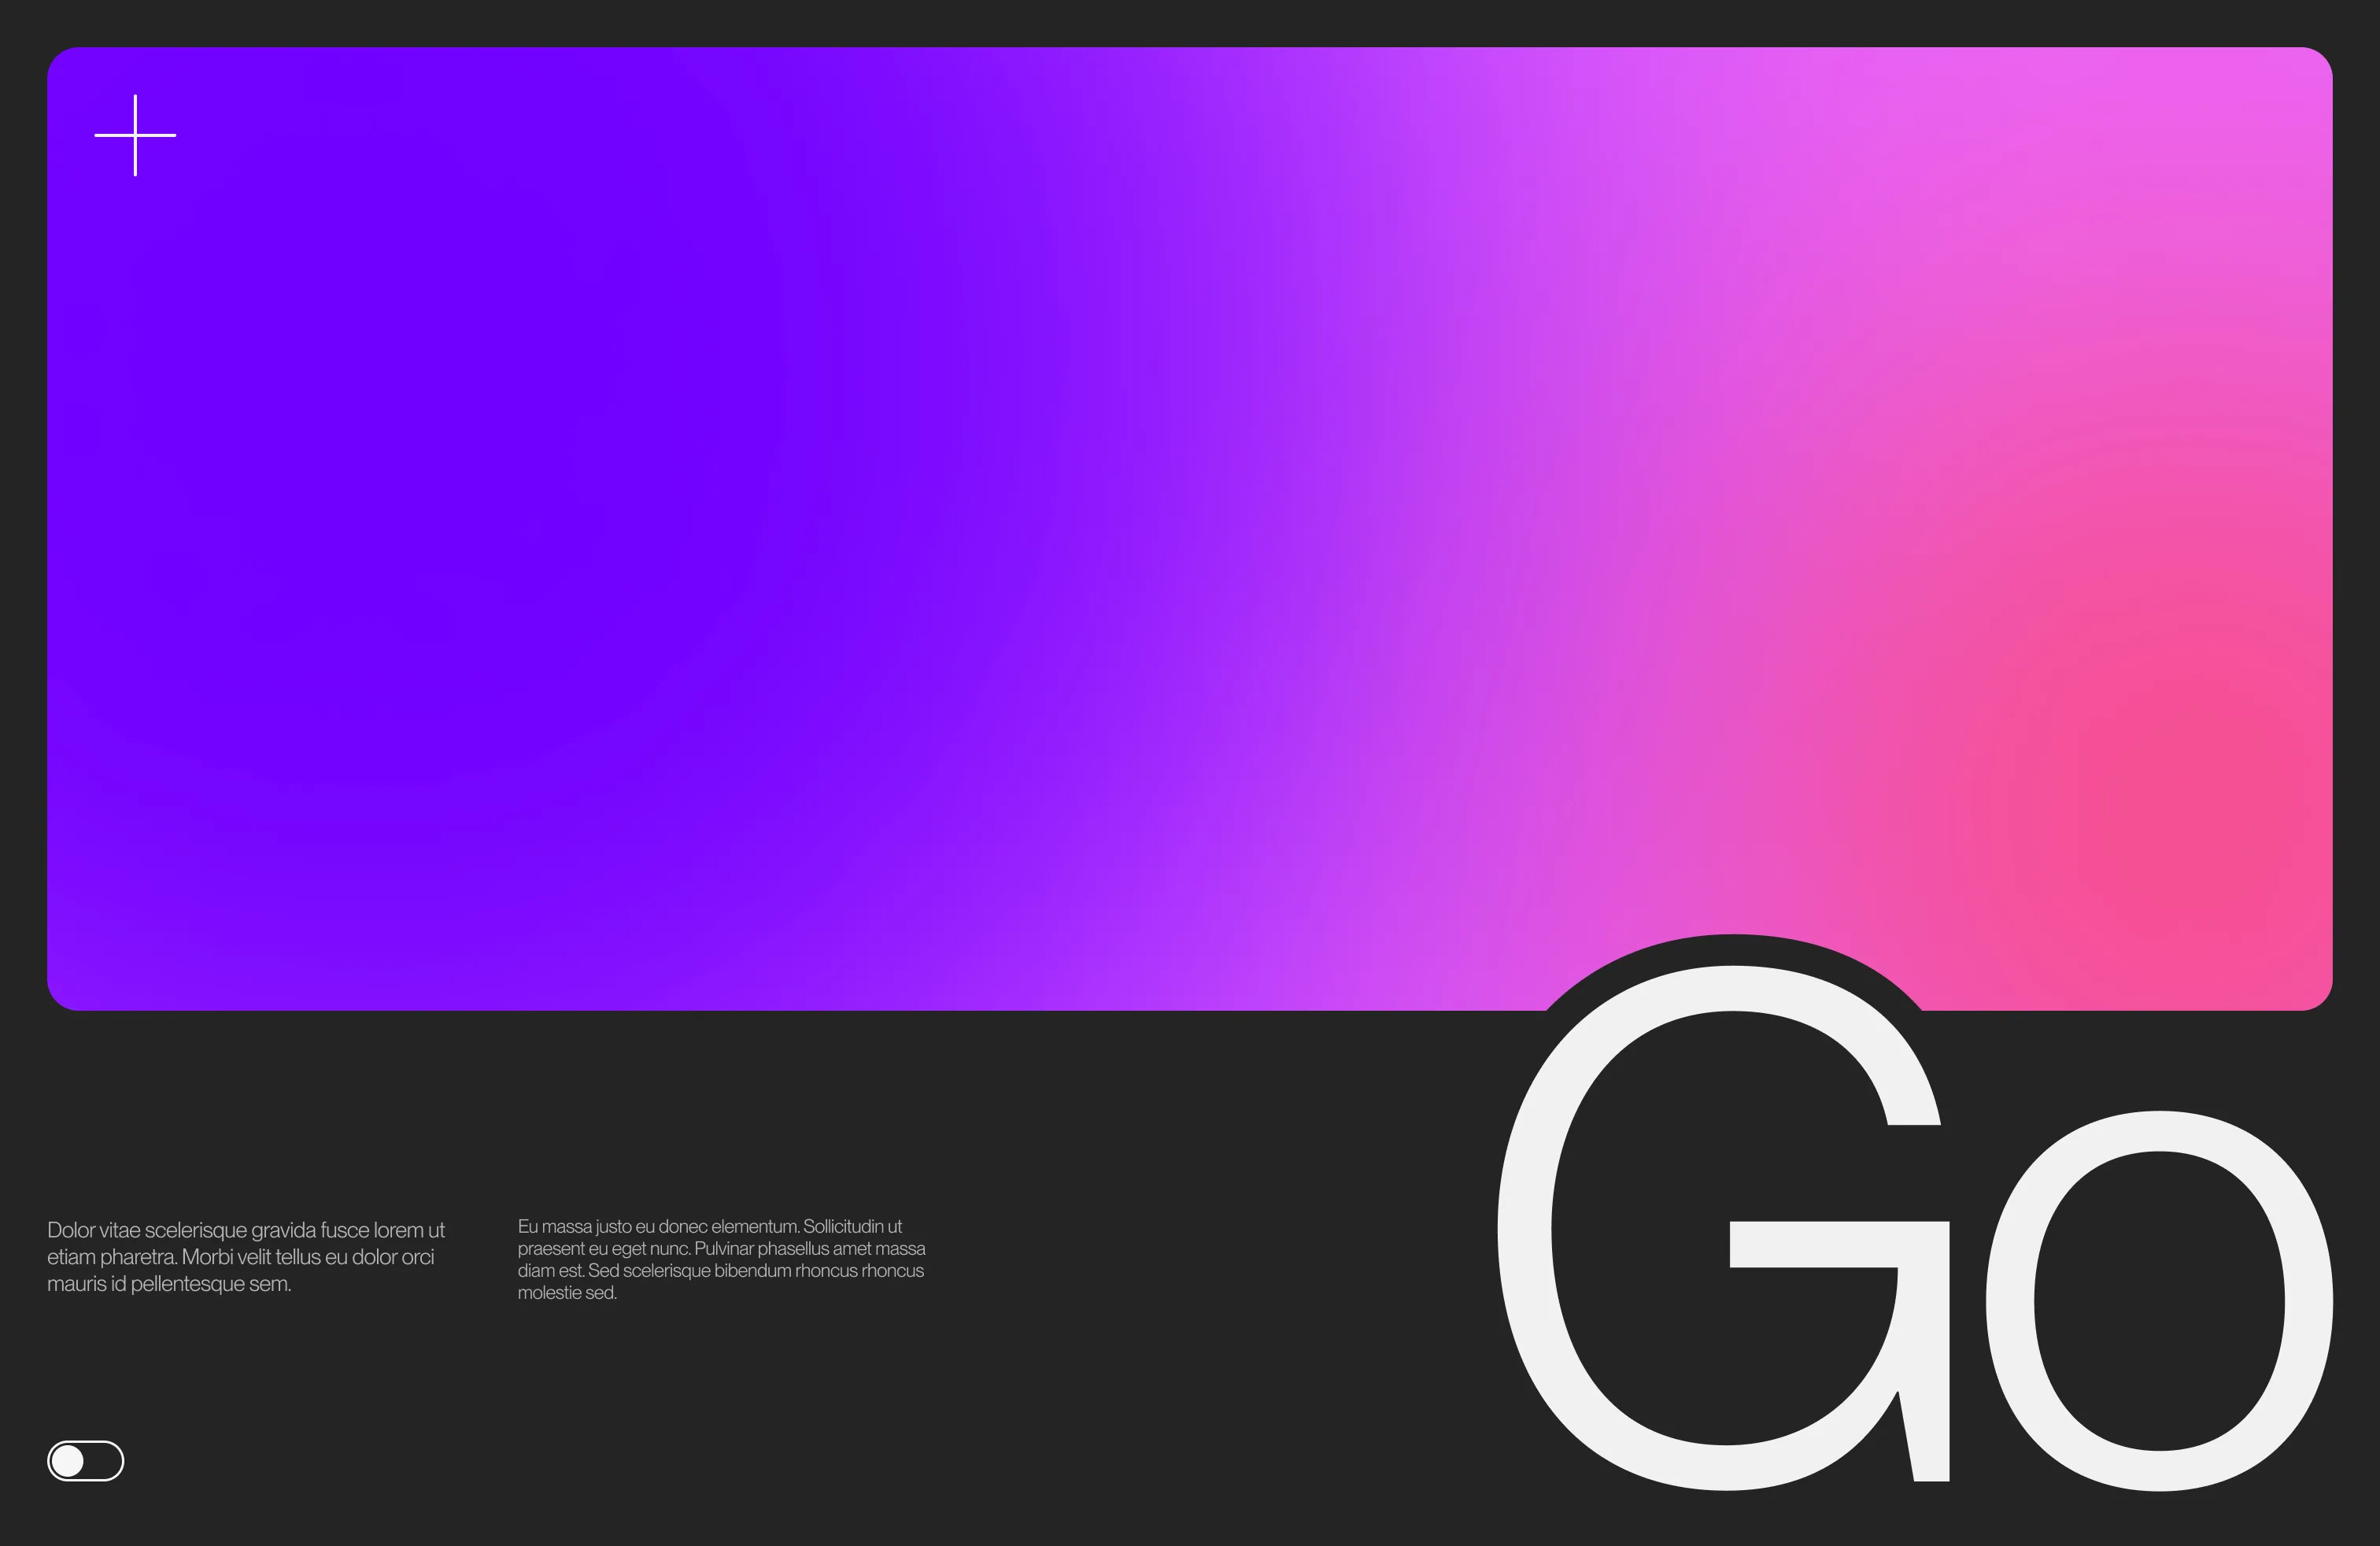 Dolor vitae scelerisque gravida fusce lorem ut
etiam pharetra. Morbi velit tellus eu dolor orci
mauris id pellentesque sem.
Eu massa justo eu donec elementum. Sollicitudin ut
praesent eu eget nunc. Pulvinar phasellus amet massa
diam est. Sed scelerisque bibendum rhoncus rhoncus
molestie sed.
Go